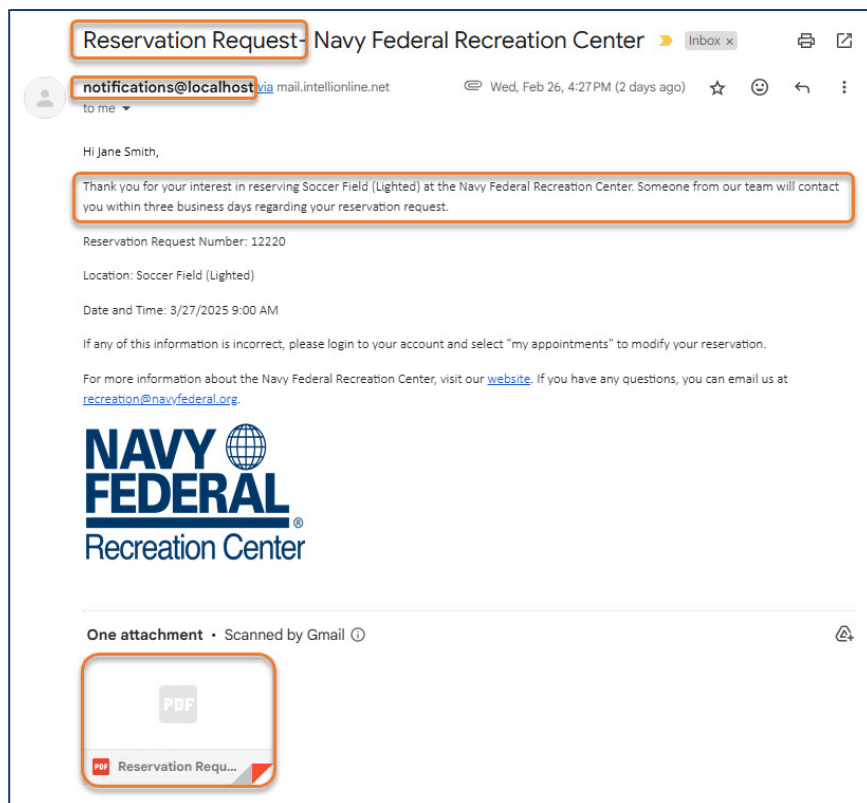 Reservation Request- Navy Federal Recreation Center Inbox x
notifications@localhost via mail.intellionline.net Wed, Feb 26, 4:27 PM (2 days ago)
to me
Hi Jane Smith,
Thank you for your interest in reserving Soccer Field (Lighted) at the Navy Federal Recreation Center. Someone from our team will contact
you within three business days regarding your reservation request.
Reservation Request Number: 12220
Location: Soccer Field (Lighted)
Date and Time: 3/27/2025 9:00 AM
If any of this information is incorrect, please login to your account and select "my appointments" to modify your reservation.
For more information about the Navy Federal Recreation Center, visit our website. If you have any questions, you can email us at
recreation@navyfederal.org.
NAVY
FEDERAL
®
Recreation Center
One attachment • Scanned by Gmail
PDF
PDF Reservation Requ...